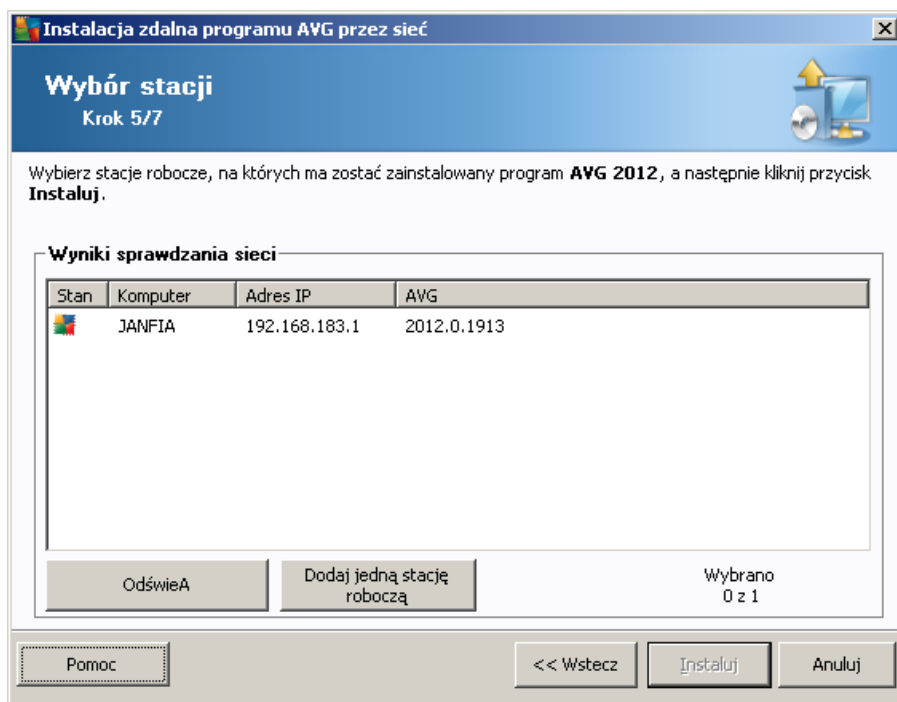 Instalacja zdalna programu AVG przez sieć
Wybór stacji
Krok 5/7
Wybierz stacje robocze, na których ma zostać zainstalowany program AVG 2012, a następnie kliknij przycisk
Instaluj.
Wyniki sprawdzania sieci
Stan Komputer Adres IP AVG
JANFIA 192.168.183.1 2012.0.1913
OdświeA
Dodaj jedną stację
roboczą
Wybrano
0 z 1
Pomoc
<< Wstecz
Instaluj
Anuluj